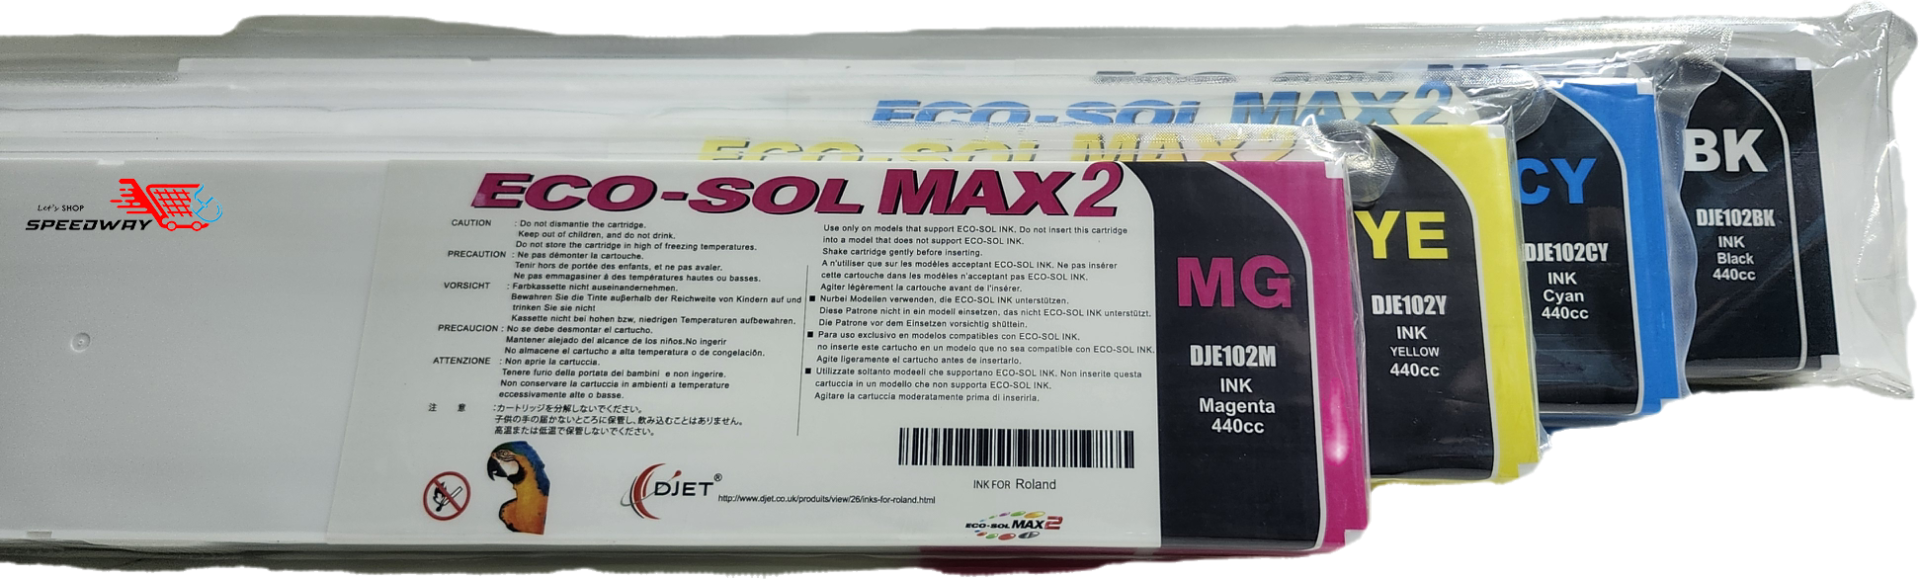 Let's SHOP
SPEEDWAY
ECO-SOL MAX2
ECO-SOL MAX2
ECO-SOL MAX2
CAUTION : Do not dismantie the cartridge.
Keep out of children, and do not drink.
Do not store the cartridge in high of freezing temperatures.
PRECAUTION : Ne pas démonter la cartouche.
Tenir hors de portée des enfants, et ne pas avaler.
Ne pas emmagasiner à des températures hautes ou basses.
VORSICHT : Farbkassette nicht auseinandernehmen.
Bewahren Sie die Tinte außerhalb der Reichweite von Kindern auf und
trinken Sie sie nicht
Kassette nicht bei hohen bzw, niedrigen Temperaturen aufbewahren.
PRECAUCION : No se debe desmontar el cartucho.
Mantener alejado del alcance de los niños.No ingerir
No almacene el cartucho a alta temperatura o de congelación.
ATTENZIONE : Non aprie la cartuccia.
Tenere furio della portata dei bambini e non ingerire.
Non conservare la cartuccia in ambienti a temperature
eccessivamente alte o basse.
注 意 :カートリッジを分解しないでください。
子供の手の届かないところに保管し、飲み込むことはありません。
高温または低温で保管しないでください。
Use only on models that support ECO-SOL INK. Do not insert this cartridge
into a model that does not support ECO-SOL INK.
Shake cartridge gently before inserting.
A n'utiliser que sur les modèles acceptant ECO-SOL INK. Ne pas insérer
cette cartouche dans les modèles n'acceptant pas ECO-SOL INK.
Agiter légèrement la cartouche avant de l'insérer.
■ Nurbei Modellen verwenden, die ECO-SOL INK unterstützen.
Diese Patrone nicht in ein modell einsetzen, das nicht ECO-SOL INK unterstützt.
Die Patrone vor dem Einsetzen vorsichtig shüttein.
■ Para uso exclusivo en modelos compatibles con ECO-SOL INK.
no inserte este cartucho en un modelo que no sea compatible con ECO-SOL INK.
Agite ligeramente el cartucho antes de insertarlo.
■ Utilizzate soltanto modeeli che supportano ECO-SOL INK. Non inserite questa
cartuccia in un modello che non supporta ECO-SOL INK.
Agitare la cartuccia moderatamente prima di inseriria.
DJET®
http://www.djet.co.uk/produits/view/26/inks-for-roland.html
INK FOR Roland
ECO-SOL MAX2
MG
DJE102M
INK
Magenta
440cc
YE
DJE102Y
INK
YELLOW
440cc
CY
DJE102CY
INK
Cyan
440cc
BK
DJE102BK
INK
Black
440cc